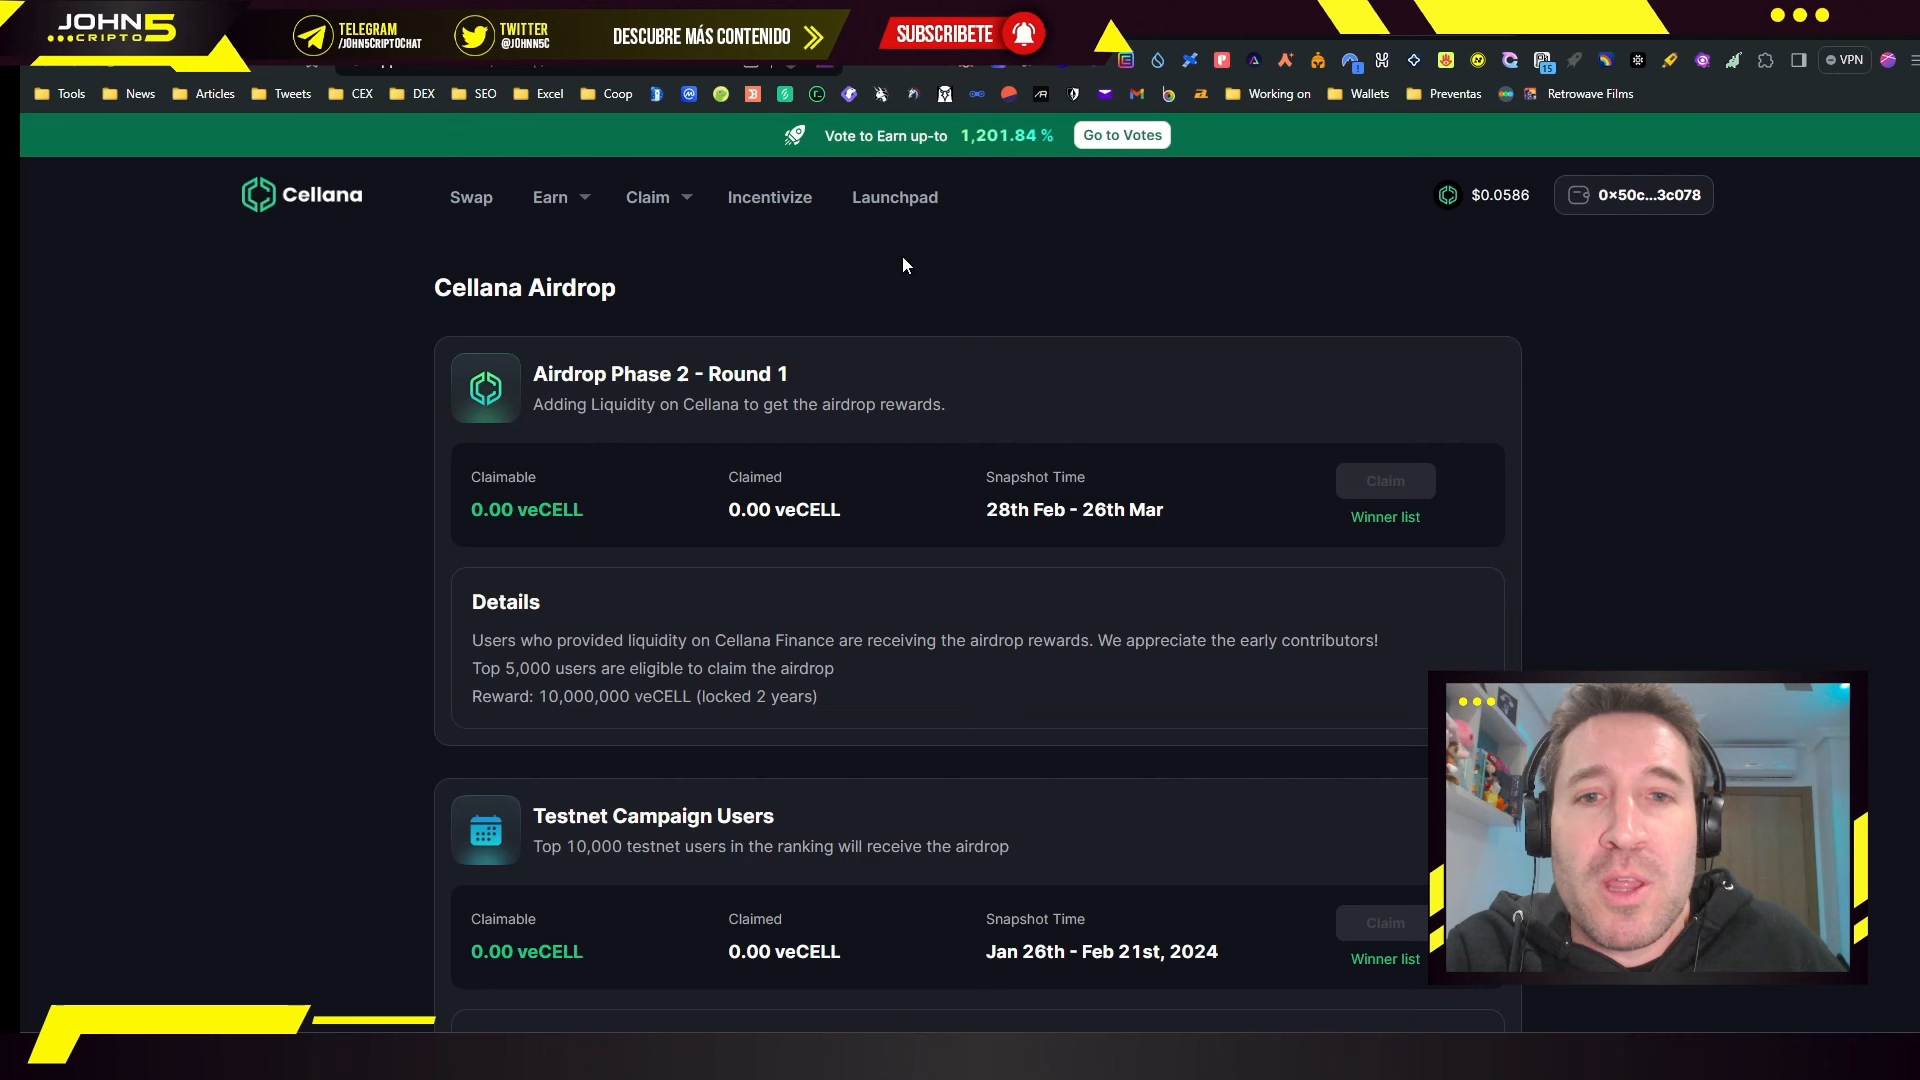 JOHN 5
CRIPTO
TELEGRAM
/JOHN5CRIPTOCHAT
TWITTER
@J0HNN5C
DESCUBRE MÁS CONTENIDO
SUBSCRIBETE
VPN
Tools
News
Articles
Tweets
CEX
DEX
SEO
Excel
Coop
Working on
Wallets
Preventas
Retrowave Films
Vote to Earn up-to 1,201.84 % Go to Votes
Cellana
Swap
Earn
Claim
Incentivize
Launchpad
$0.0586
0x50c...3c078
Cellana Airdrop
Airdrop Phase 2 - Round 1
Adding Liquidity on Cellana to get the airdrop rewards.
Claimable
Claimed
Snapshot Time
Claim
0.00 veCELL
0.00 veCELL
28th Feb - 26th Mar
Winner list
Details
Users who provided liquidity on Cellana Finance are receiving the airdrop rewards. We appreciate the early contributors!
Top 5,000 users are eligible to claim the airdrop
Reward: 10,000,000 veCELL (locked 2 years)
Testnet Campaign Users
Top 10,000 testnet users in the ranking will receive the airdrop
Claimable
Claimed
Snapshot Time
Claim
0.00 veCELL
0.00 veCELL
Jan 26th - Feb 21st, 2024
Winner list